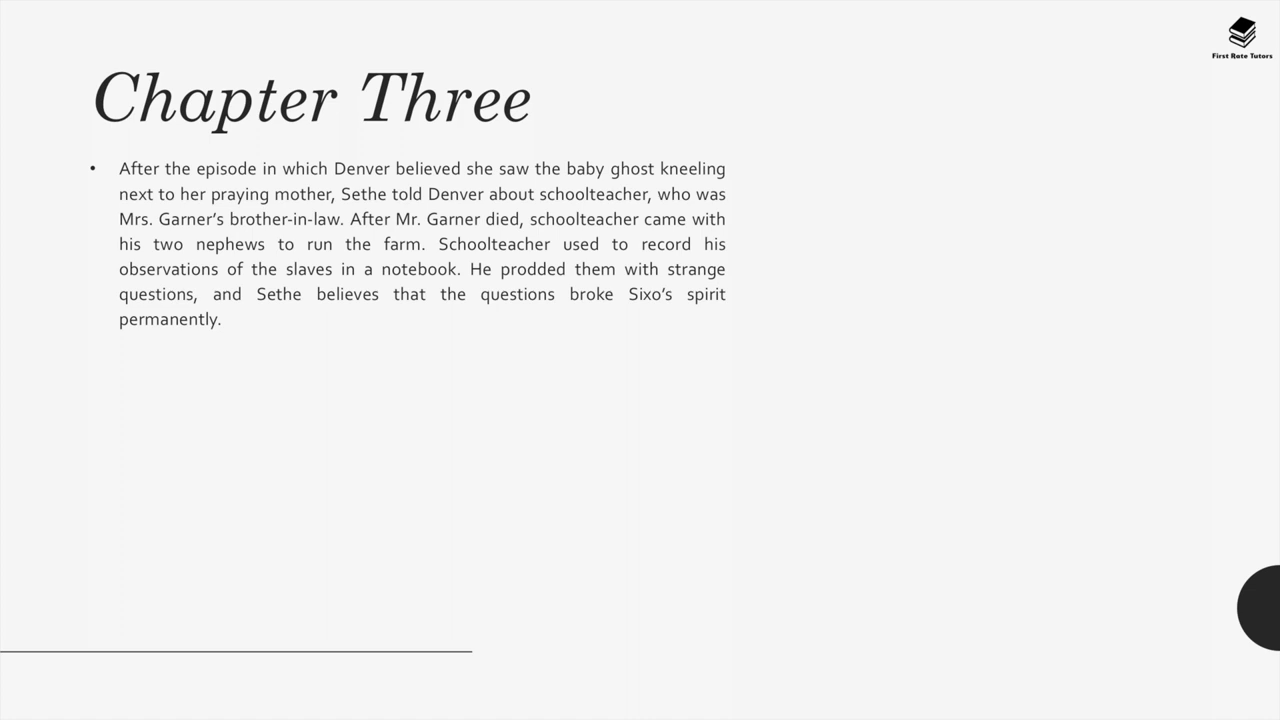 First Rate Tutors
Chapter Three
• After the episode in which Denver believed she saw the baby ghost kneeling
next to her praying mother, Sethe told Denver about schoolteacher, who was
Mrs. Garner’s brother-in-law. After Mr. Garner died, schoolteacher came with
his two nephews to run the farm. Schoolteacher used to record his
observations of the slaves in a notebook. He prodded them with strange
questions, and Sethe believes that the questions broke Sixo’s spirit
permanently.